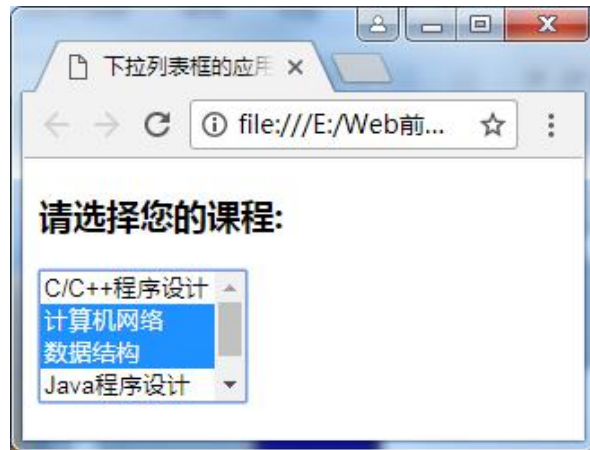 下拉列表框的应用
file:///E:/Web前...
请选择您的课程:
C/C++程序设计
计算机网络
数据结构
Java程序设计